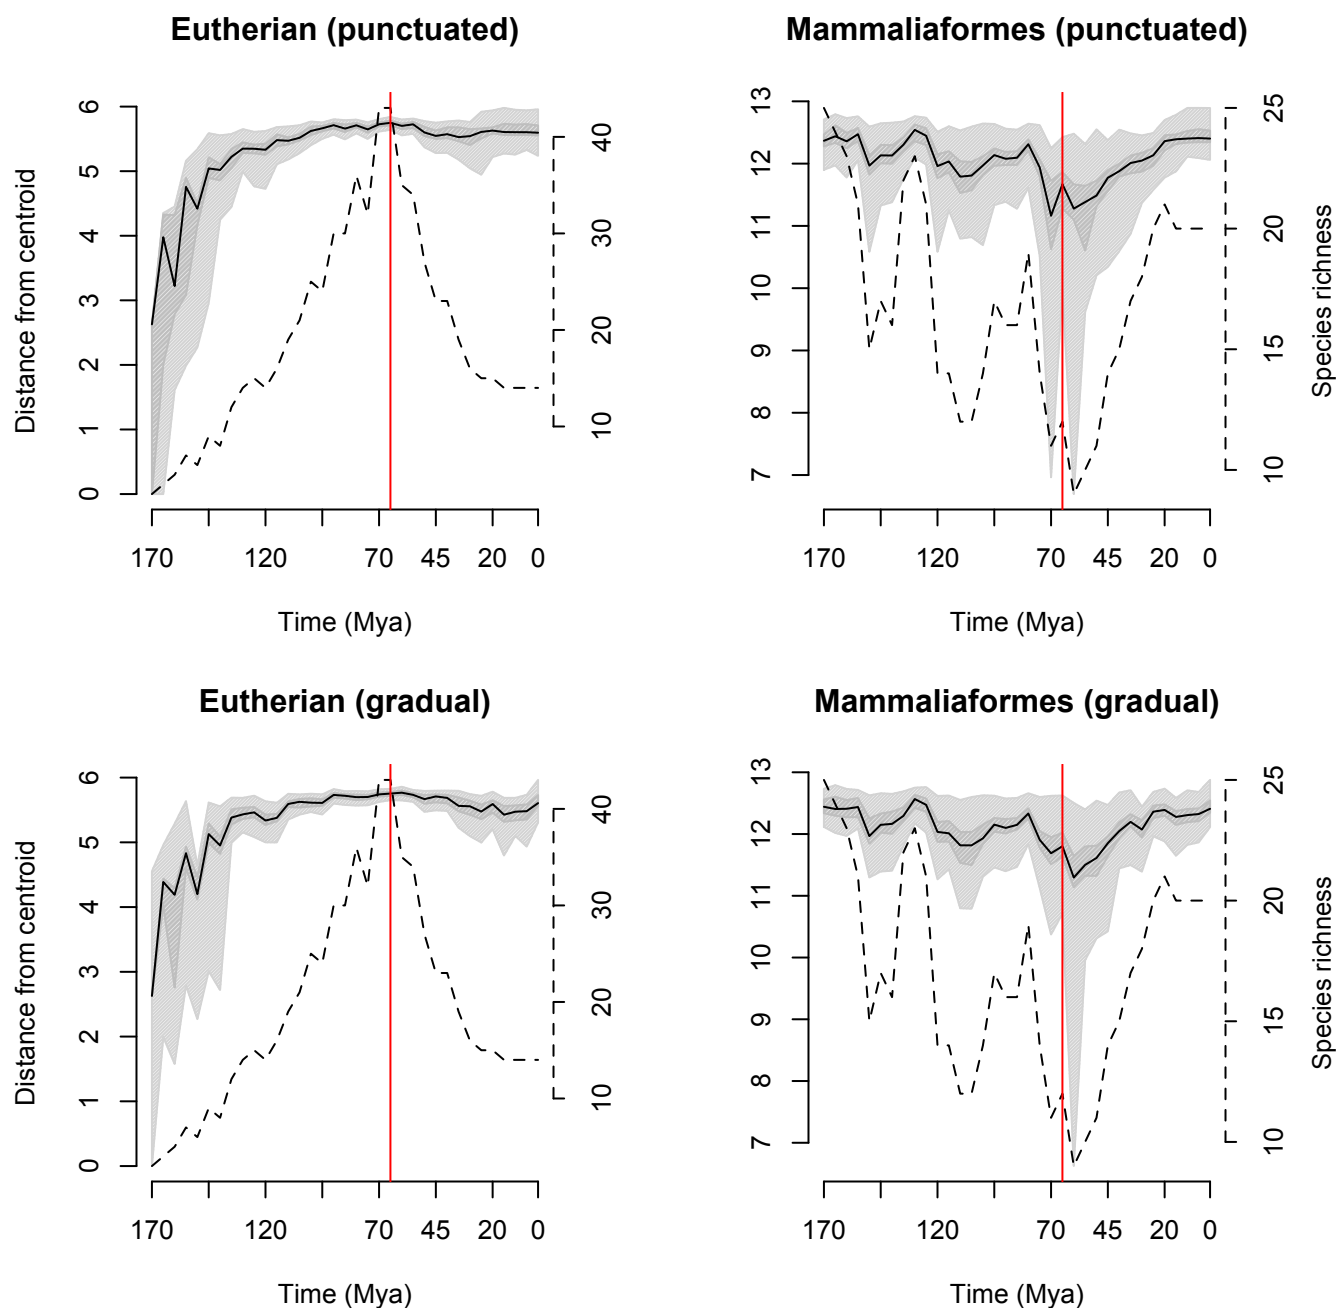 Eutherian (punctuated)
Mammaliaformes (punctuated)
Distance from centroid
0 1 2 3 4 5 6
10 20 30 40
170 120 70 45 20 0
Time (Mya)
7 8 9 10 11 12 13
10 15 20 25
Species richness
170 120 70 45 20 0
Time (Mya)
Eutherian (gradual)
Mammaliaformes (gradual)
Distance from centroid
0 1 2 3 4 5 6
10 20 30 40
170 120 70 45 20 0
Time (Mya)
7 8 9 10 11 12 13
10 15 20 25
Species richness
170 120 70 45 20 0
Time (Mya)